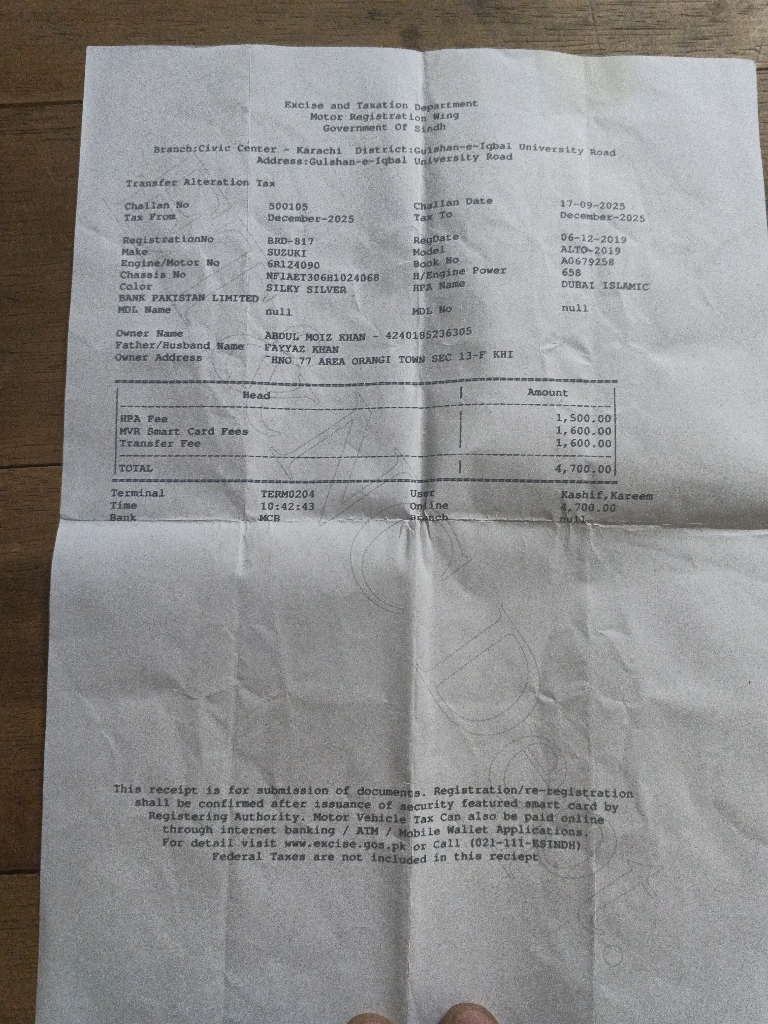 Excise and Taxation Department
Motor Registration Wing
Government Of Sindh
Branch:Civic Center - Karachi District:Gulshan-e-Iqbal University Road
Address:Gulshan-e-Iqbal University Road
Transfer Alteration Tax
Challan No 500105 Challan Date 17-09-2025
Tax From December-2025 Tax To December-2025
RegistrationNo BRD-817 RegDate 06-12-2019
Make SUZUKI Model ALTO-2019
Engine/Motor No 6R124090 Book No A0679258
Chassis No NF1AET306H1024068 H/Engine Power 658
Color SILKY SILVER HPA Name DUBAI ISLAMIC
BANK PAKISTAN LIMITED
MDL Name null MDL No null
Owner Name ABDUL MOIZ KHAN - 4240185236305
Father/Husband Name FAYYAZ KHAN
Owner Address HNO 77 AREA ORANGI TOWN SEC 13-F KHI
Head Amount
HPA Fee 1,500.00
MVR Smart Card Fees 1,600.00
Transfer Fee 1,600.00
TOTAL 4,700.00
Terminal TERM0204 User Kashif,Kareem
Time 10:42:43 Online 4,700.00
Bank MCB Branch null
This receipt is for submission of documents. Registration/re-registration
shall be confirmed after issuance of security featured smart card by
Registering Authority. Motor Vehicle Tax Can also be paid online
through internet banking / ATM / Mobile Wallet Applications.
For detail visit www.excise.gos.pk or Call (021-111-ESINDH)
Federal Taxes are not included in this reciept